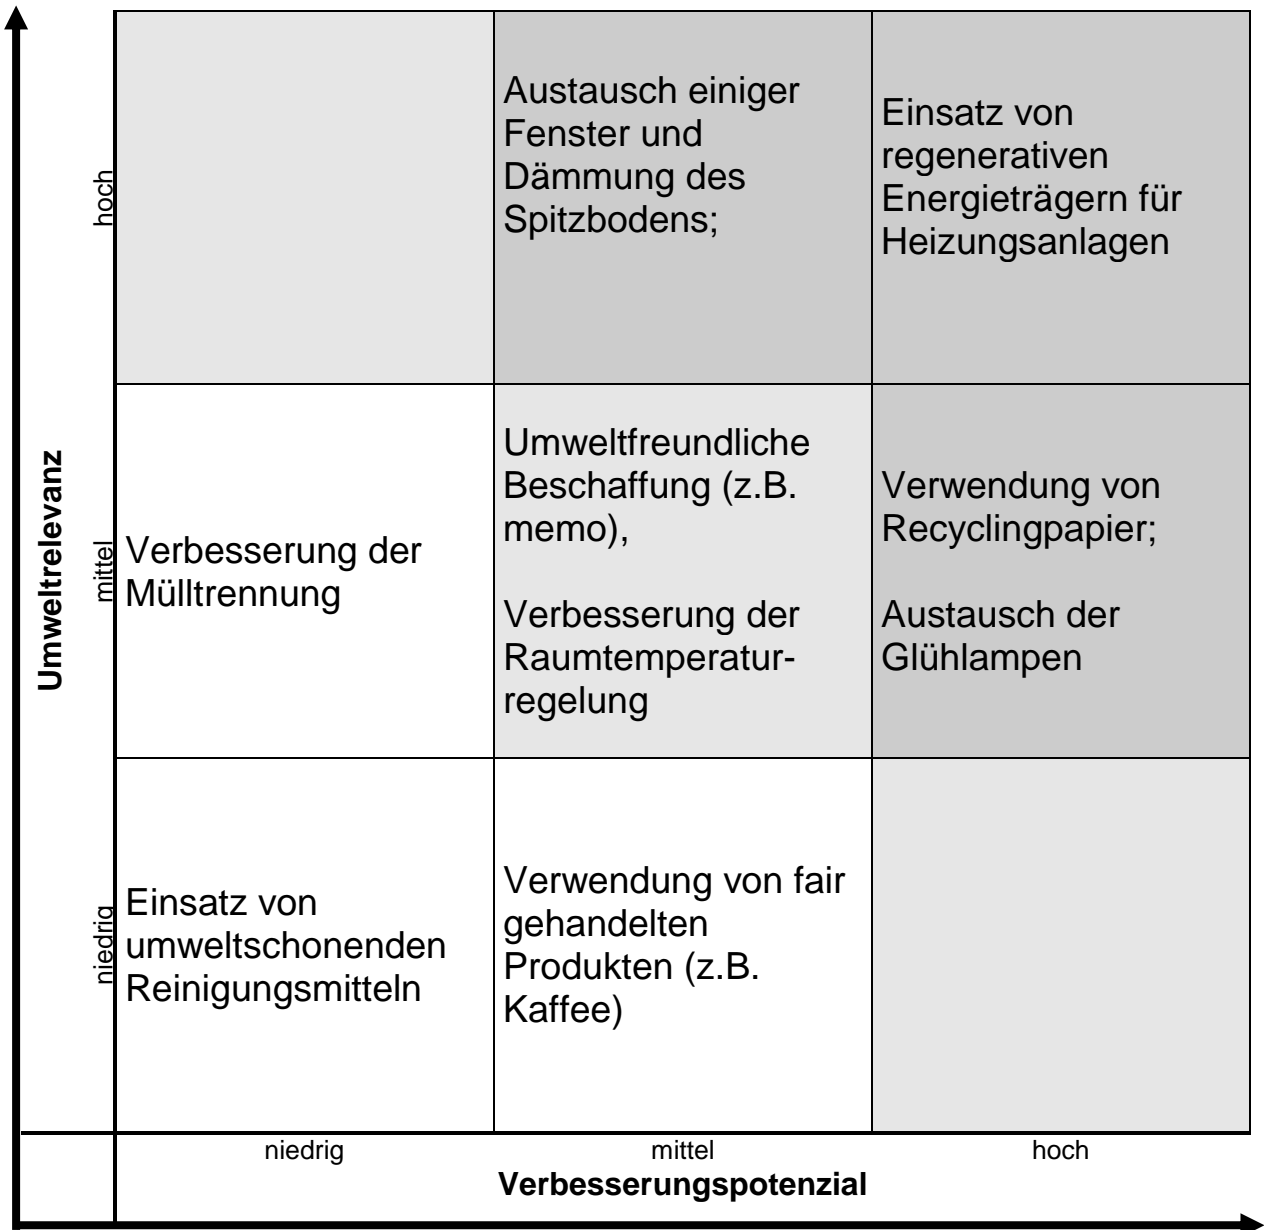 Umweltrelevanz
hoch
Austausch einiger
Fenster und
Dämmung des
Spitzbodens;
Einsatz von
regenerativen
Energieträgern für
Heizungsanlagen
mittel
Verbesserung der
Mülltrennung
Umweltfreundliche
Beschaffung (z.B.
memo),
Verbesserung der
Raumtemperatur-
regelung
Verwendung von
Recyclingpapier;
Austausch der
Glühlampen
niedrig
Einsatz von
umweltschonenden
Reinigungsmitteln
Verwendung von fair
gehandelten
Produkten (z.B.
Kaffee)
niedrig
mittel
hoch
Verbesserungspotenzial